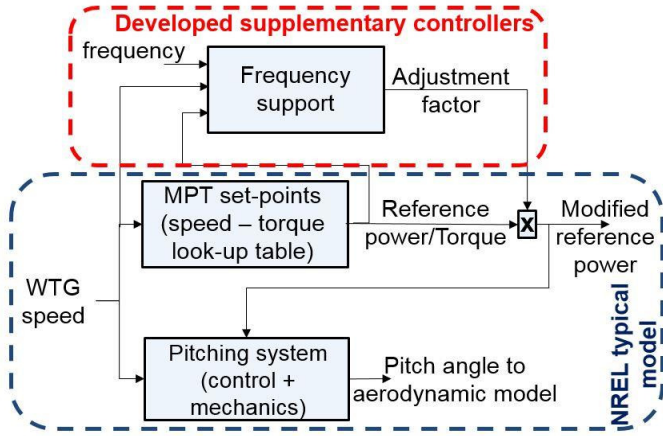 Developed supplementary controllers
frequency
Frequency
support
Adjustment
factor
MPT set-points
(speed – torque
look-up table)
Reference
power/Torque
X
Modified
reference
power
WTG
speed
Pitching system
(control +
mechanics)
Pitch angle to
aerodynamic model
NREL typical
model